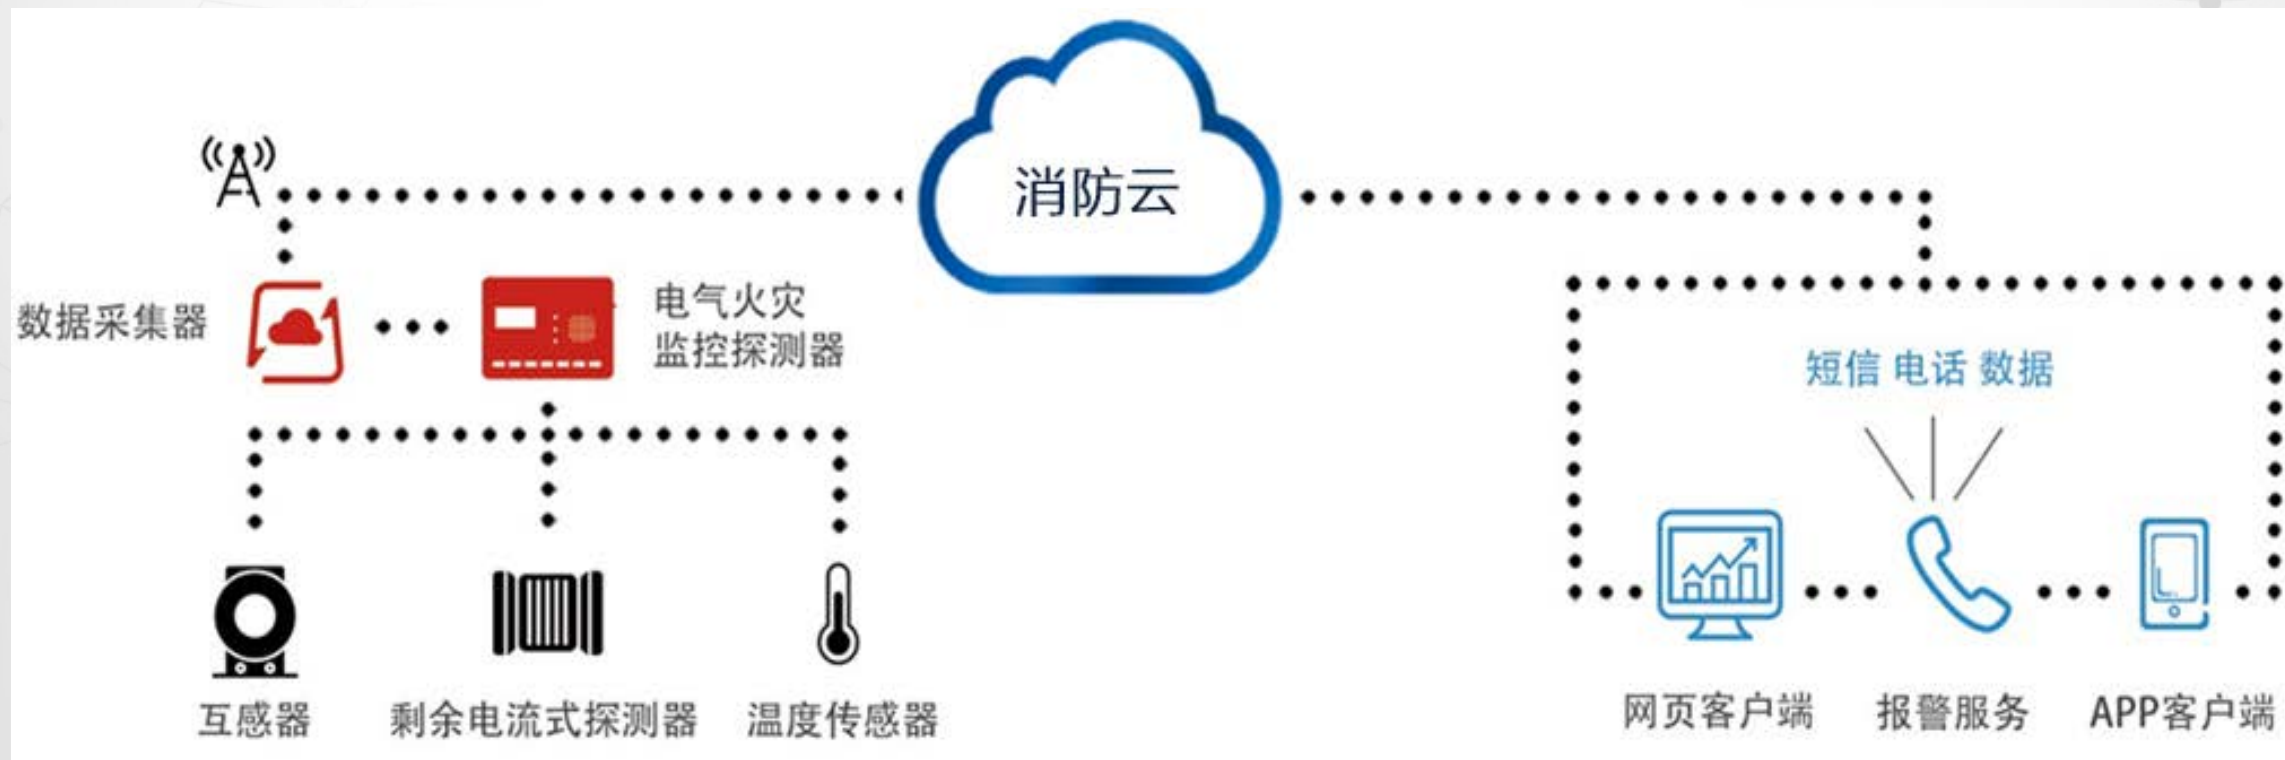 消防云
数据采集器
电气火灾
监控探测器
短信 电话 数据
互感器
剩余电流式探测器
温度传感器
网页客户端
报警服务
APP客户端